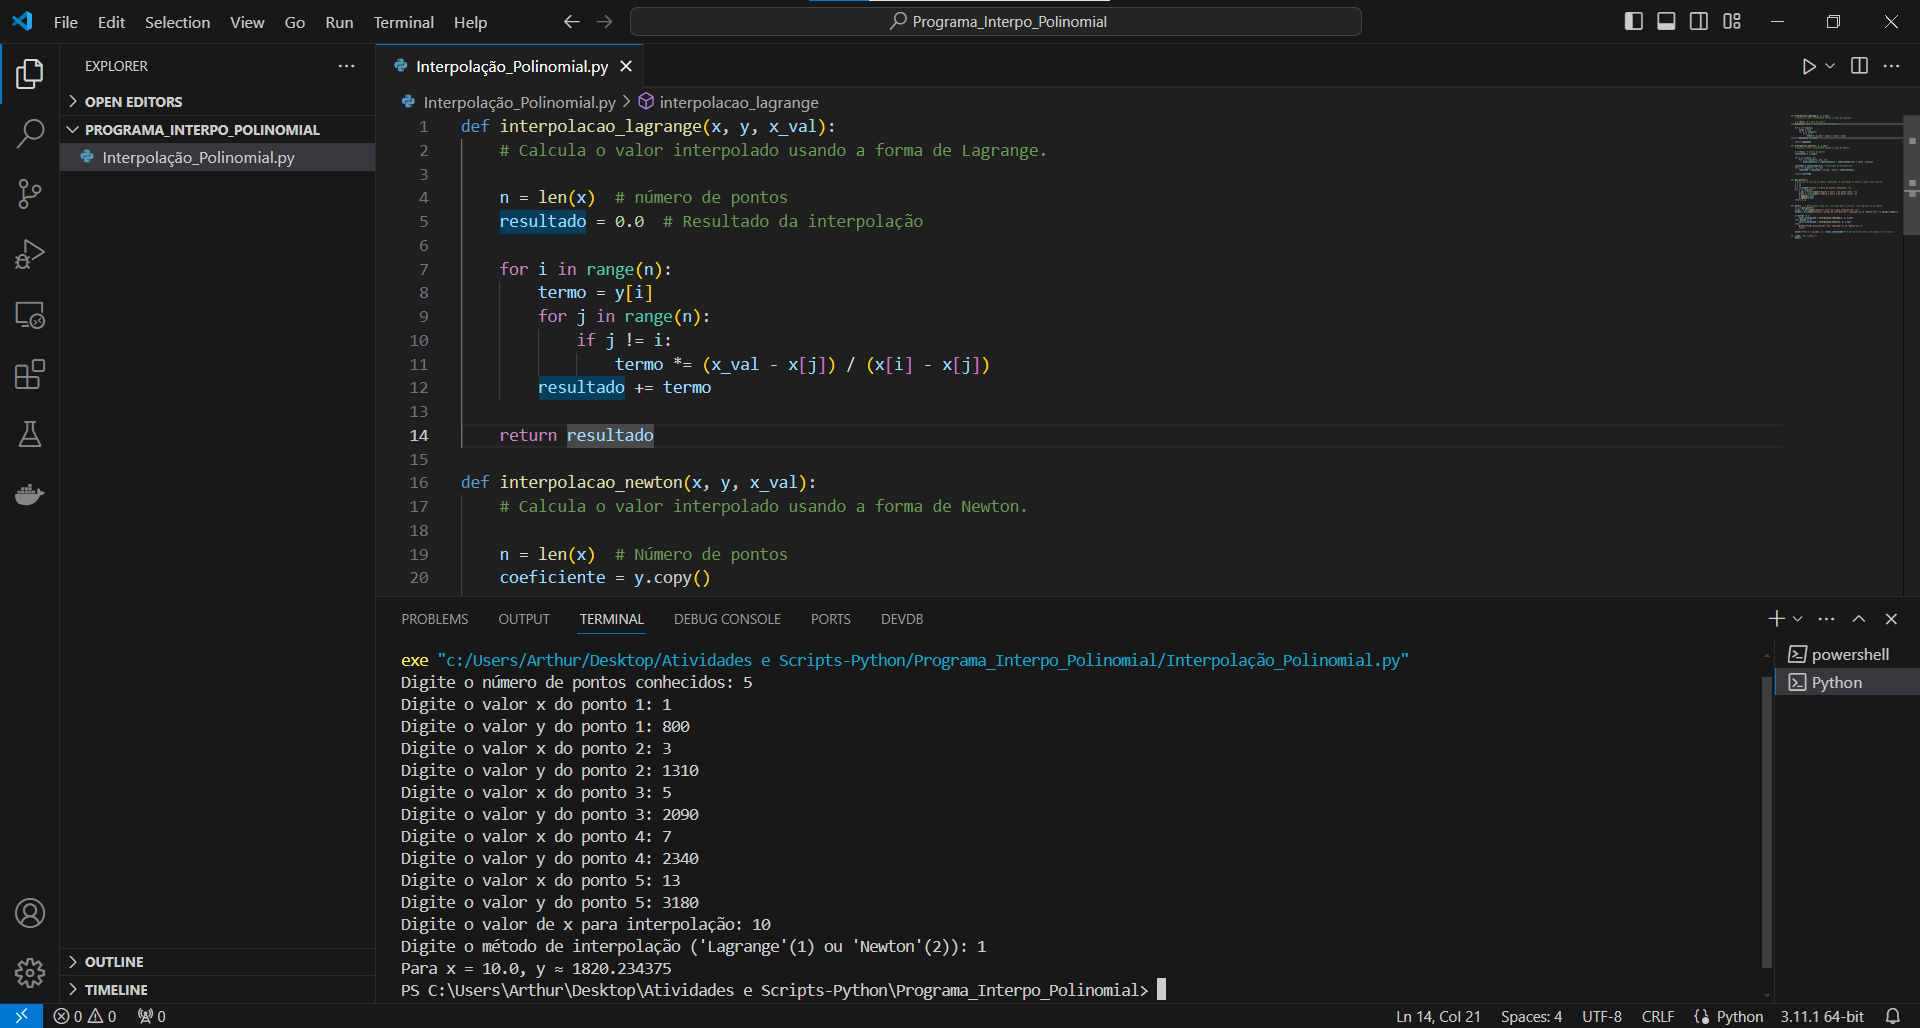 File Edit Selection View Go Run Terminal Help
Programa_Interpo_Polinomial
EXPLORER
OPEN EDITORS
PROGRAMA_INTERPO_POLINOMIAL
Interpolação_Polinomial.py
OUTLINE
TIMELINE
Interpolação_Polinomial.py
Interpolação_Polinomial.py > interpolacao_lagrange
1 def interpolacao_lagrange(x, y, x_val):
2 # Calcula o valor interpolado usando a forma de Lagrange.
3
4 n = len(x) # número de pontos
5 resultado = 0.0 # Resultado da interpolação
6
7 for i in range(n):
8 termo = y[i]
9 for j in range(n):
10 if j != i:
11 termo *= (x_val - x[j]) / (x[i] - x[j])
12 resultado += termo
13
14 return resultado
15
16 def interpolacao_newton(x, y, x_val):
17 # Calcula o valor interpolado usando a forma de Newton.
18
19 n = len(x) # Número de pontos
20 coeficiente = y.copy()
PROBLEMS OUTPUT TERMINAL DEBUG CONSOLE PORTS DEVDB
exe "c:/Users/Arthur/Desktop/Atividades e Scripts-Python/Programa_Interpo_Polinomial/Interpolação_Polinomial.py"
Digite o número de pontos conhecidos: 5
Digite o valor x do ponto 1: 1
Digite o valor y do ponto 1: 800
Digite o valor x do ponto 2: 3
Digite o valor y do ponto 2: 1310
Digite o valor x do ponto 3: 5
Digite o valor y do ponto 3: 2090
Digite o valor x do ponto 4: 7
Digite o valor y do ponto 4: 2340
Digite o valor x do ponto 5: 13
Digite o valor y do ponto 5: 3180
Digite o valor de x para interpolação: 10
Digite o método de interpolação ('Lagrange'(1) ou 'Newton'(2)): 1
Para x = 10.0, y ≈ 1820.234375
PS C:\Users\Arthur\Desktop\Atividades e Scripts-Python\Programa_Interpo_Polinomial>
powershell
Python
0 0 0
Ln 14, Col 21 Spaces: 4 UTF-8 CRLF Python 3.11.1 64-bit